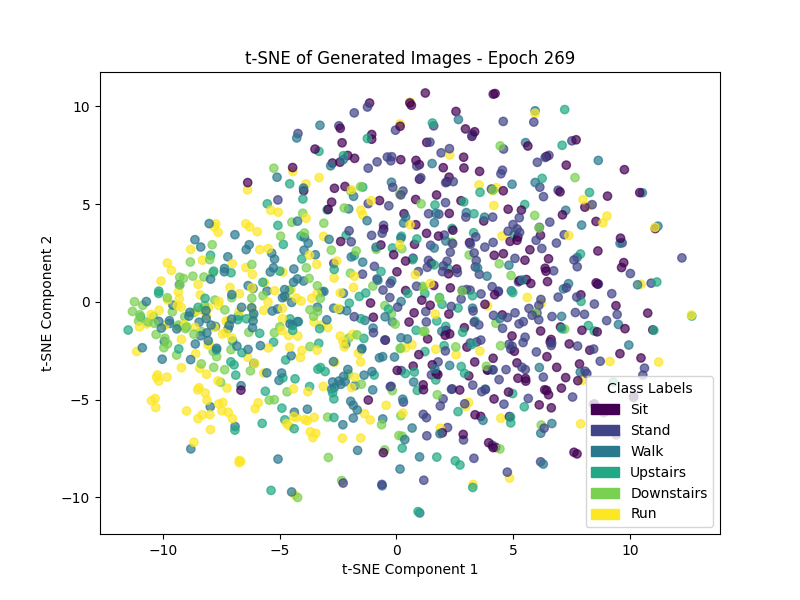 t-SNE of Generated Images - Epoch 269
t-SNE Component 2
10
5
0
−5
−10
Class Labels
Sit
Stand
Walk
Upstairs
Downstairs
Run
−10
−5
0
5
10
t-SNE Component 1